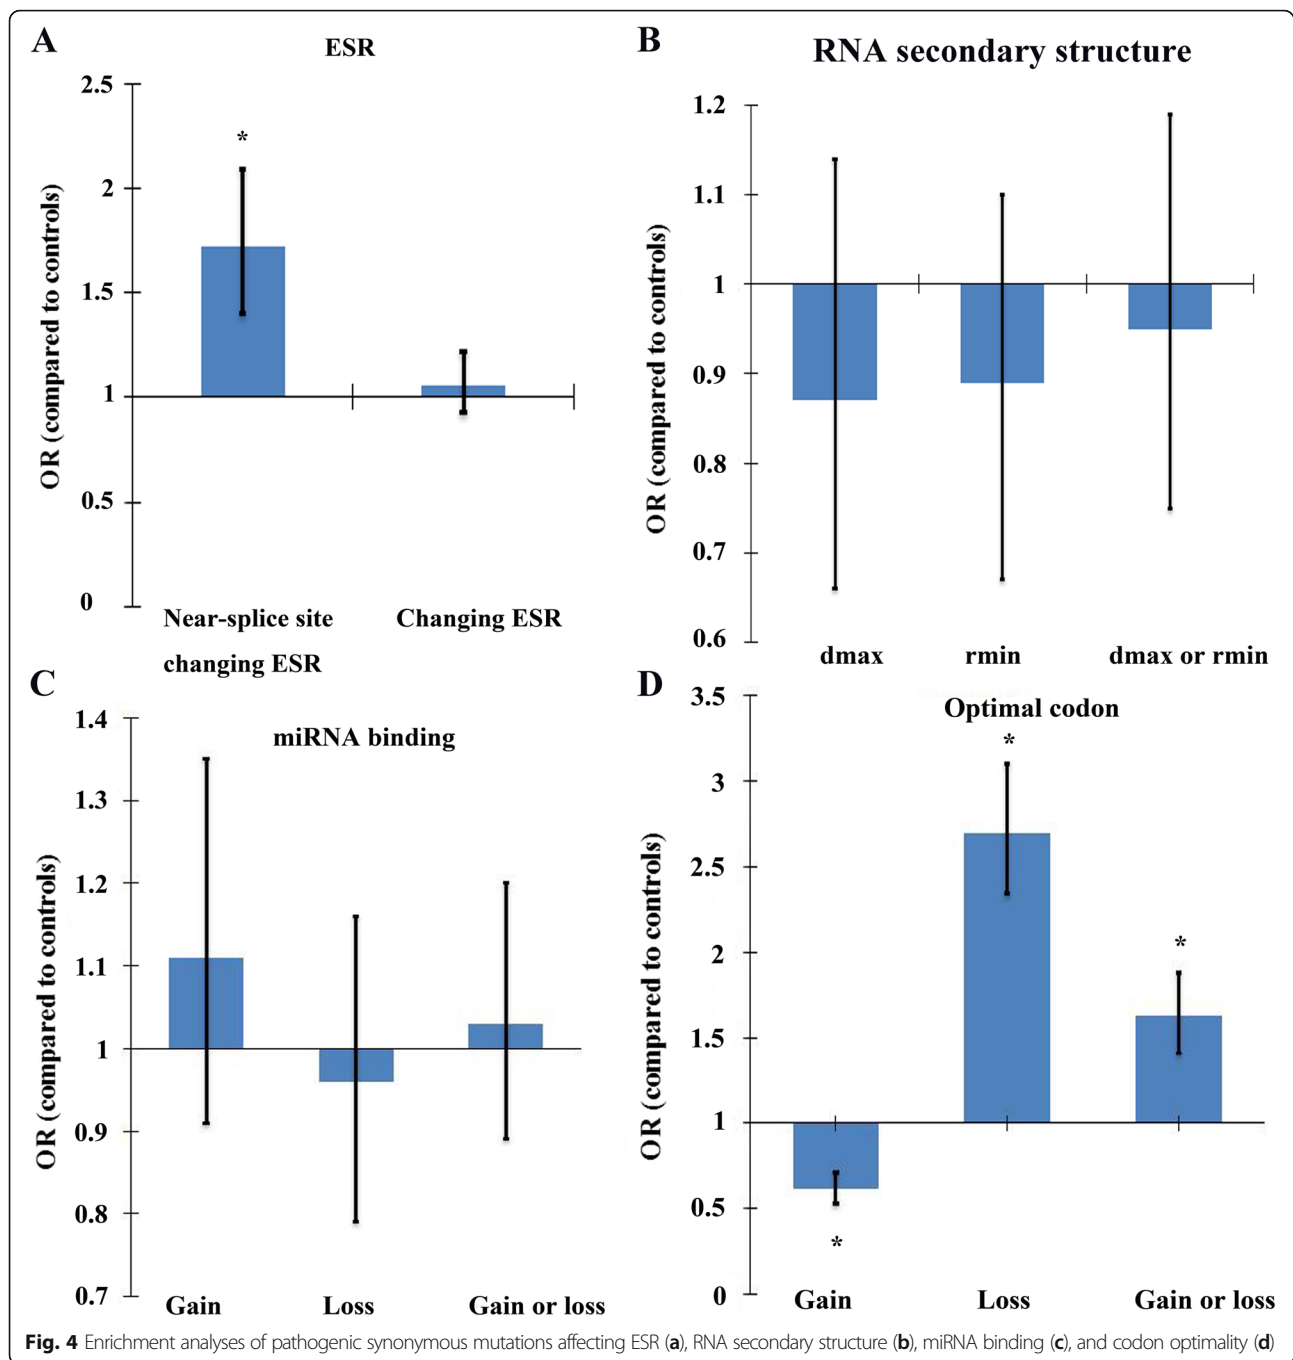 A
ESR
OR (compared to controls)
2.5
*
2
1.5
1
0.5
0
Near-splice site
changing ESR
Changing ESR
B
RNA secondary structure
OR (compared to controls)
1.2
1.1
1
0.9
0.8
0.7
0.6
dmax
rmin
dmax or rmin
C
miRNA binding
OR (compared to controls)
1.4
1.3
1.2
1.1
1
0.9
0.8
0.7
Gain
Loss
Gain or loss
D
Optimal codon
OR (compared to controls)
3.5
*
3
2.5
2
*
1.5
1
0.5
*
0
Gain
Loss
Gain or loss
Fig. 4 Enrichment analyses of pathogenic synonymous mutations affecting ESR (a), RNA secondary structure (b), miRNA binding (c), and codon optimality (d)